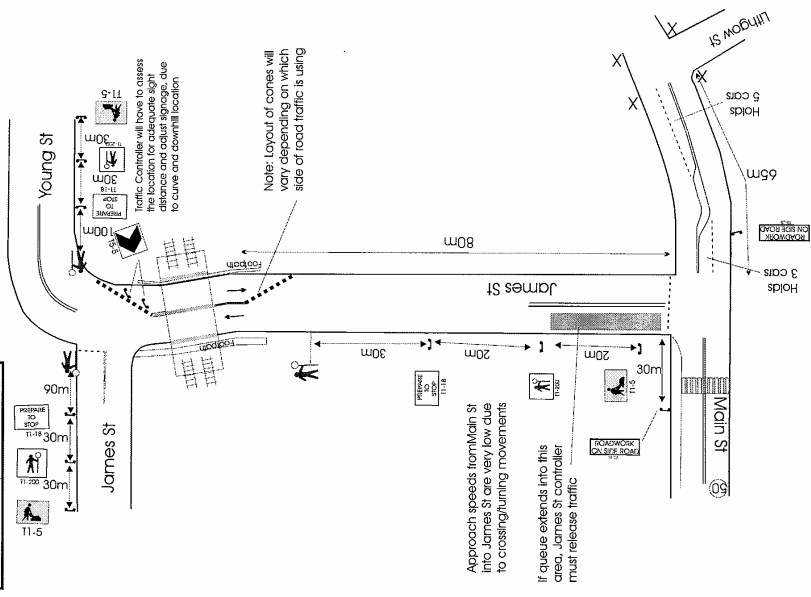 T1-5
30m
T1-200
30m
T1-18
PREPARE
TO
STOP
100m
Young St
Traffic Controller will have to assess
the location for adequate sight
distance and adjust signage, due
to curve and downhill location
Note: Layout of cones will
vary depending on which
side of road traffic is using
Footpath
80m
James St
Lithgow St
Holds
5 cars
65m
ROADWORK
ON SIDE ROAD
Holds
3 cars
90m
PREPARE
TO
STOP
T1-18
30m
T1-200
30m
T1-5
James St
Footpath
30m
PREPARE
TO
STOP
T1-18
20m
T1-200
20m
T1-5
30m
ROADWORK
ON SIDE ROAD
Main St
50
Approach speeds fromMain St
into James St are very low due
to crossing/turning movements
If queue extends into this
area, James St controller
must release traffic